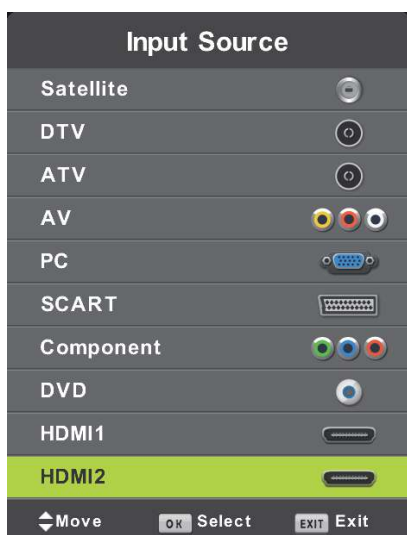 Input Source
Satellite
DTV
ATV
AV
PC
SCART
Component
DVD
HDMI1
HDMI2
Move OK Select EXIT Exit